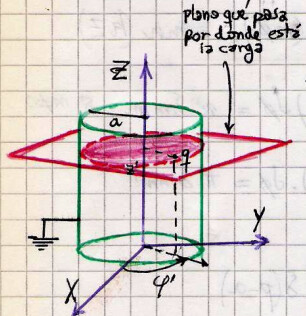 plano que pasa
por donde está
la carga
Z
a
q
z'
Y
X
φ'